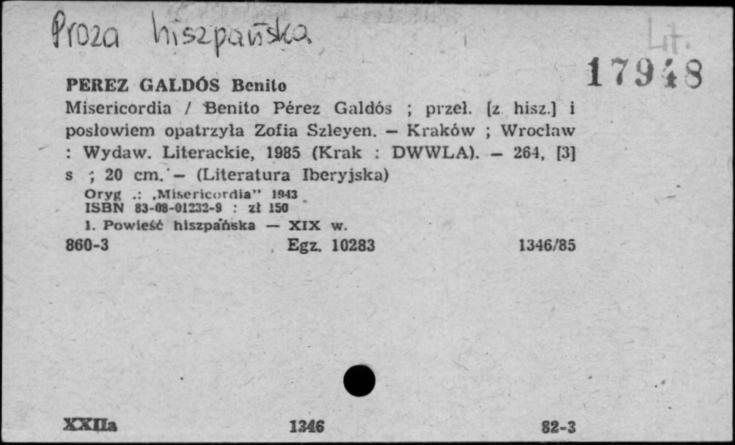 Proza hiszpańska
Lit.
17948
PEREZ GALDÓS Benito
Misericordia / Benito Pérez Galdós ; przeł. [z hisz.] i
posłowiem opatrzyła Zofia Szleyen. — Kraków ; Wrocław
: Wydaw. Literackie, 1985 (Krak : DWWLA). — 264, [3]
s ; 20 cm. — (Literatura Iberyjska)
Oryg .: „Misericordia" 1943
ISBN 83-08-01232-9 : zł 150
1. Powieść hiszpańska — XIX w.
860-3 Egz. 10283 1346/85
XXIIa 1346 82-3